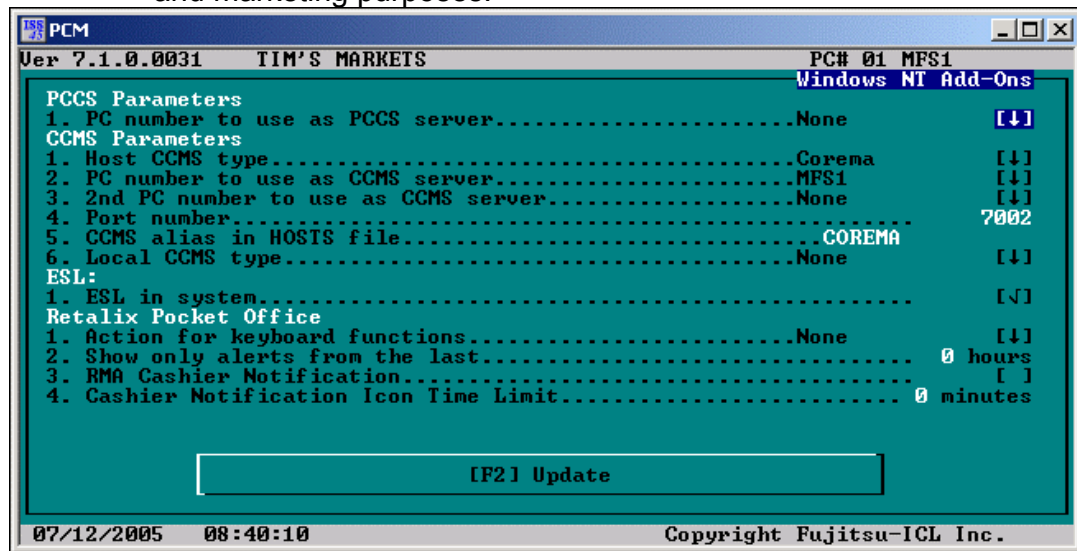 and marketing purposes.
ISS 45 PCM
Ver 7.1.0.0031 TIM'S MARKETS PC# 01 MFS1
Windows NT Add-Ons
PCCS Parameters
1. PC number to use as PCCS server.............................None [↓]
CCMS Parameters
1. Host CCMS type.............................................Corema [↓]
2. PC number to use as CCMS server.............................MFS1 [↓]
3. 2nd PC number to use as CCMS server.........................None [↓]
4. Port number.......................................................... 7002
5. CCMS alias in HOSTS file....................................COREMA
6. Local CCMS type............................................None [↓]
ESL:
1. ESL in system........................................................ [√]
Retalix Pocket Office
1. Action for keyboard functions...............................None [↓]
2. Show only alerts from the last..................................... 0 hours
3. RMA Cashier Notification............................................ [ ]
4. Cashier Notification Icon Time Limit............................. 0 minutes
[F2] Update
07/12/2005 08:40:10 Copyright Fujitsu-ICL Inc.